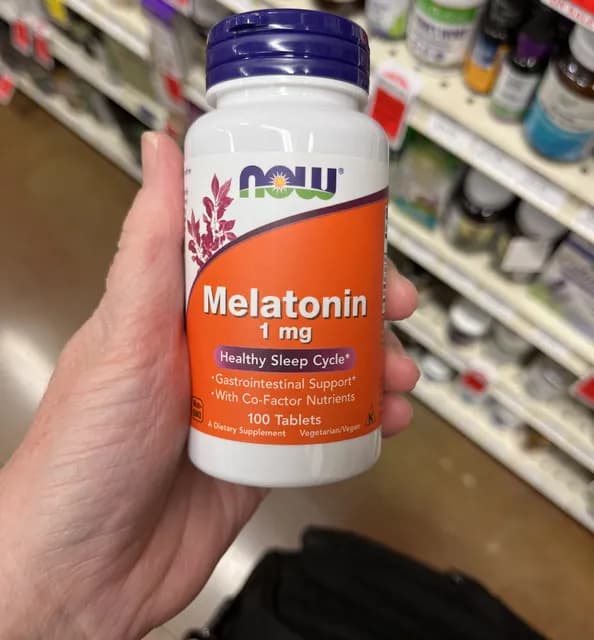 NOW®
Melatonin
1 mg
Healthy Sleep Cycle*
•Gastrointestinal Support*
•With Co-Factor Nutrients
100 Tablets
A Dietary Supplement Vegetarian/Vegan